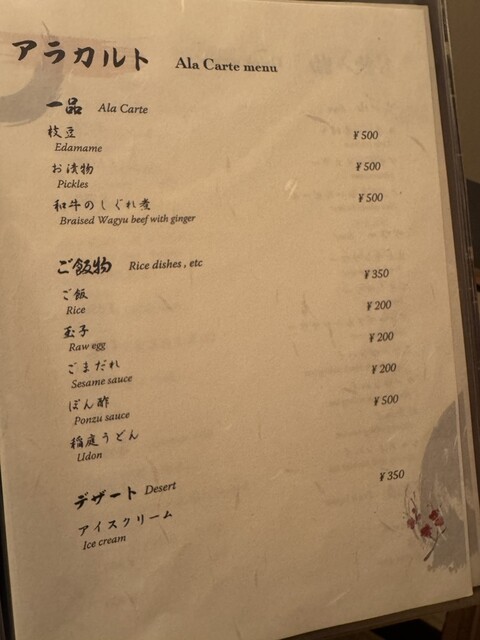 アラカルト Ala Carte menu
一品 Ala Carte
枝豆 ¥500
Edamame
お漬物 ¥500
Pickles
和牛のしぐれ煮 ¥500
Braised Wagyu beef with ginger
ご飯物 Rice dishes , etc
ご飯 ¥350
Rice
玉子 ¥200
Raw egg
ごまだれ ¥200
Sesame sauce
ぽん酢 ¥200
Ponzu sauce
稲庭うどん ¥500
Udon
デザート Desert
アイスクリーム ¥350
Ice cream